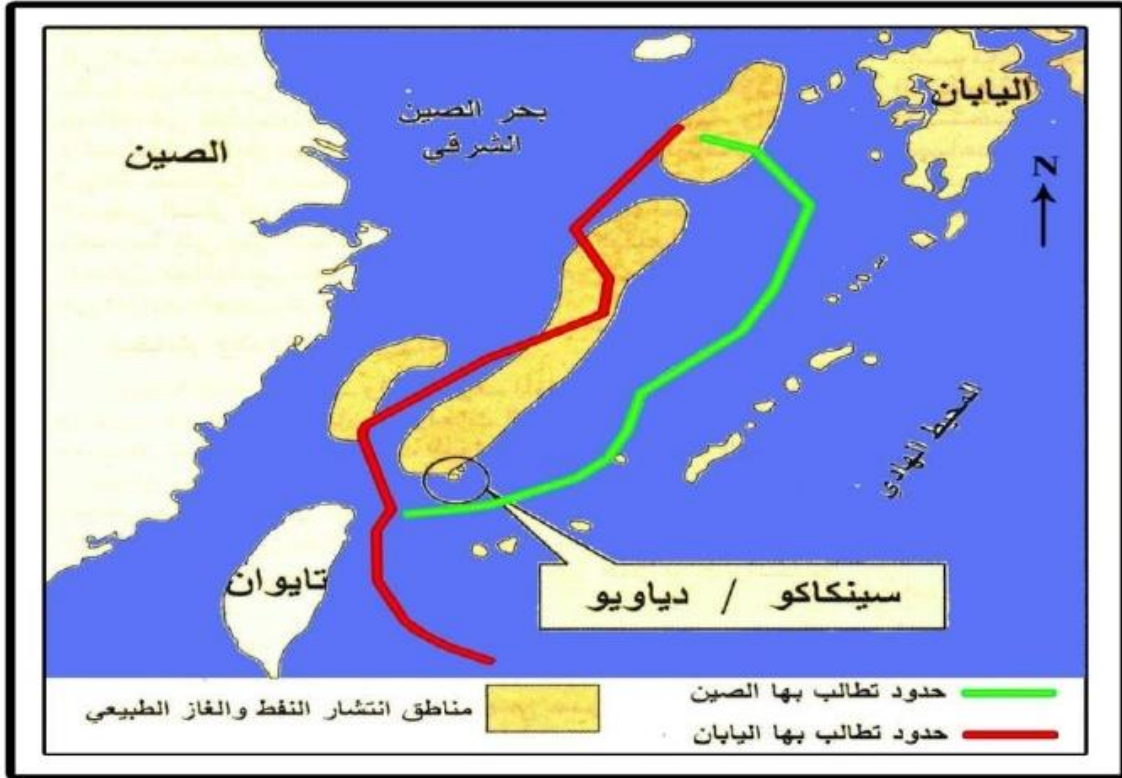 اليابان
بحر الصين
الشرقي
الصين
N
المحيط الهادي
تايوان
سينكاكو / دياويو
حدود تطالب بها الصين
حدود تطالب بها اليابان
مناطق انتشار النفط والغاز الطبيعي